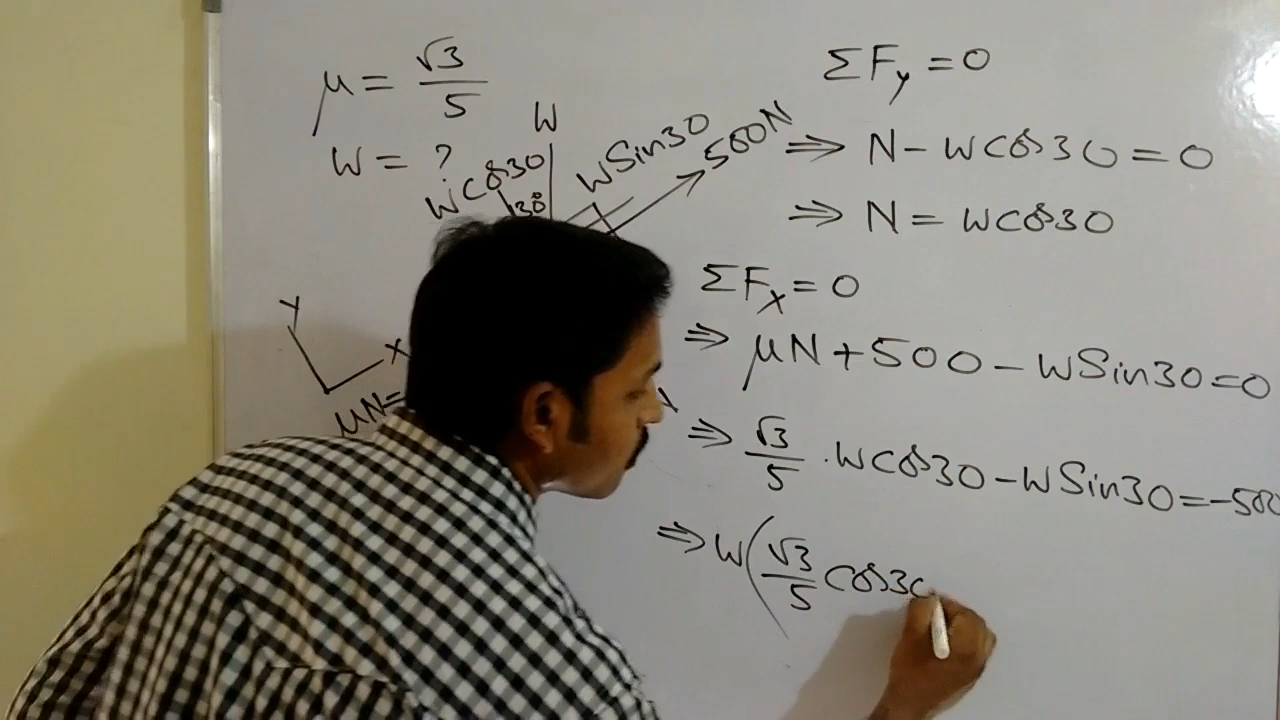 μ = √3/5
W = ?
W
WCos30
30°
WSin30
500N
Y
X
μN=
ΣFy = 0
⇒ N - WCos30 = 0
⇒ N = WCos30
ΣFx = 0
⇒ μN + 500 - WSin30 = 0
⇒ √3/5 . WCos30 - WSin30 = -500
⇒ W( √3/5 Cos30